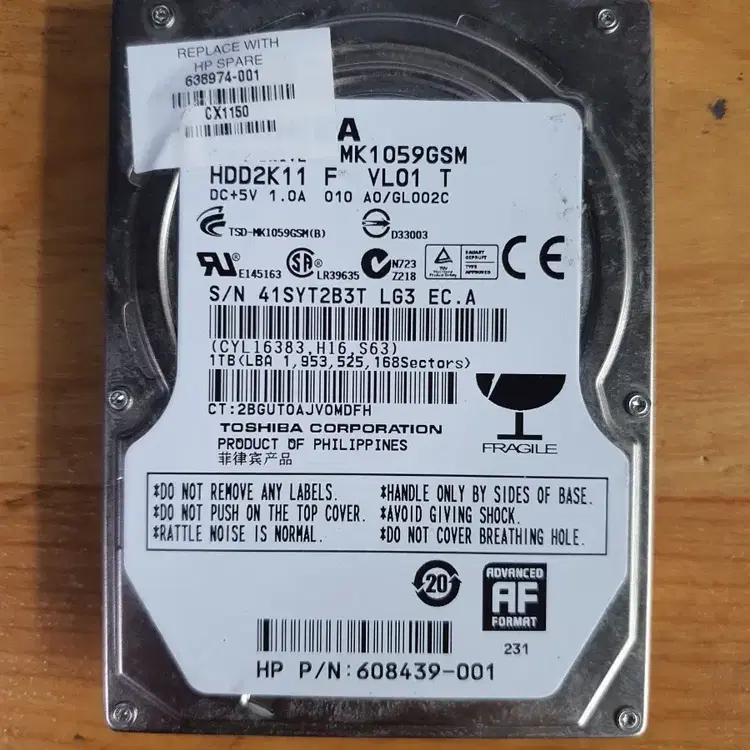 REPLACE WITH
HP SPARE
638974-001
CX1150
A
MK1059GSM
HDD2K11 F VL01 T
DC+5V 1.0A 010 A0/GL002C
TSD-MK1059GSM(B)
D33003
E145163
LR39635
N723
Z218
CE
S/N 41SYT2B3T LG3 EC.A
(CYL16383,H16,S63)
1TB(LBA 1,953,525,168Sectors)
CT:2BGUTOAJVOMDFH
TOSHIBA CORPORATION
PRODUCT OF PHILIPPINES
菲律宾产品
FRAGILE
*DO NOT REMOVE ANY LABELS. *HANDLE ONLY BY SIDES OF BASE.
*DO NOT PUSH ON THE TOP COVER. *AVOID GIVING SHOCK.
*RATTLE NOISE IS NORMAL. *DO NOT COVER BREATHING HOLE.
20
ADVANCED
AF
FORMAT
231
HP P/N:608439-001